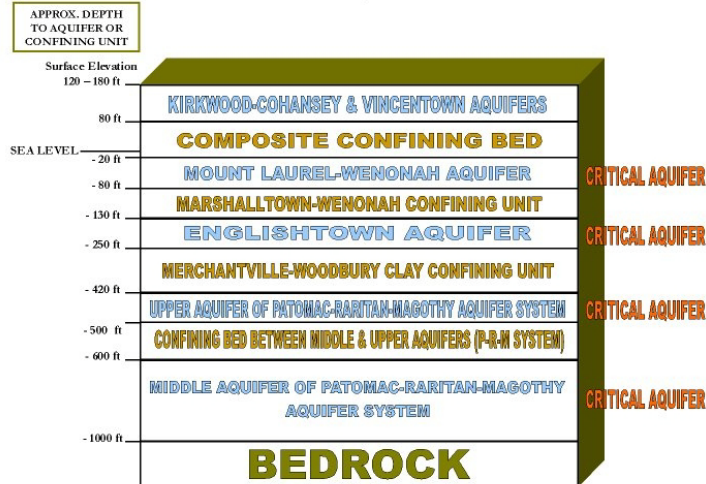 APPROX. DEPTH
TO AQUIFER OR
CONFINING UNIT
Surface Elevation
120 – 180 ft
KIRKWOOD-COHANSEY & VINCENTOWN AQUIFERS
80 ft
COMPOSITE CONFINING BED
SEA LEVEL
- 20 ft
MOUNT LAUREL-WENONAH AQUIFER
CRITICAL AQUIFER
- 80 ft
MARSHALLTOWN-WENONAH CONFINING UNIT
- 130 ft
ENGLISHTOWN AQUIFER
CRITICAL AQUIFER
- 250 ft
MERCHANTVILLE-WOODBURY CLAY CONFINING UNIT
- 420 ft
UPPER AQUIFER OF PATOMAC-RARITAN-MAGOTHY AQUIFER SYSTEM
CRITICAL AQUIFER
- 500 ft
CONFINING BED BETWEEN MIDDLE & UPPER AQUIFERS (P-R-M SYSTEM)
- 600 ft
MIDDLE AQUIFER OF PATOMAC-RARITAN-MAGOTHY
AQUIFER SYSTEM
CRITICAL AQUIFER
- 1000 ft
BEDROCK